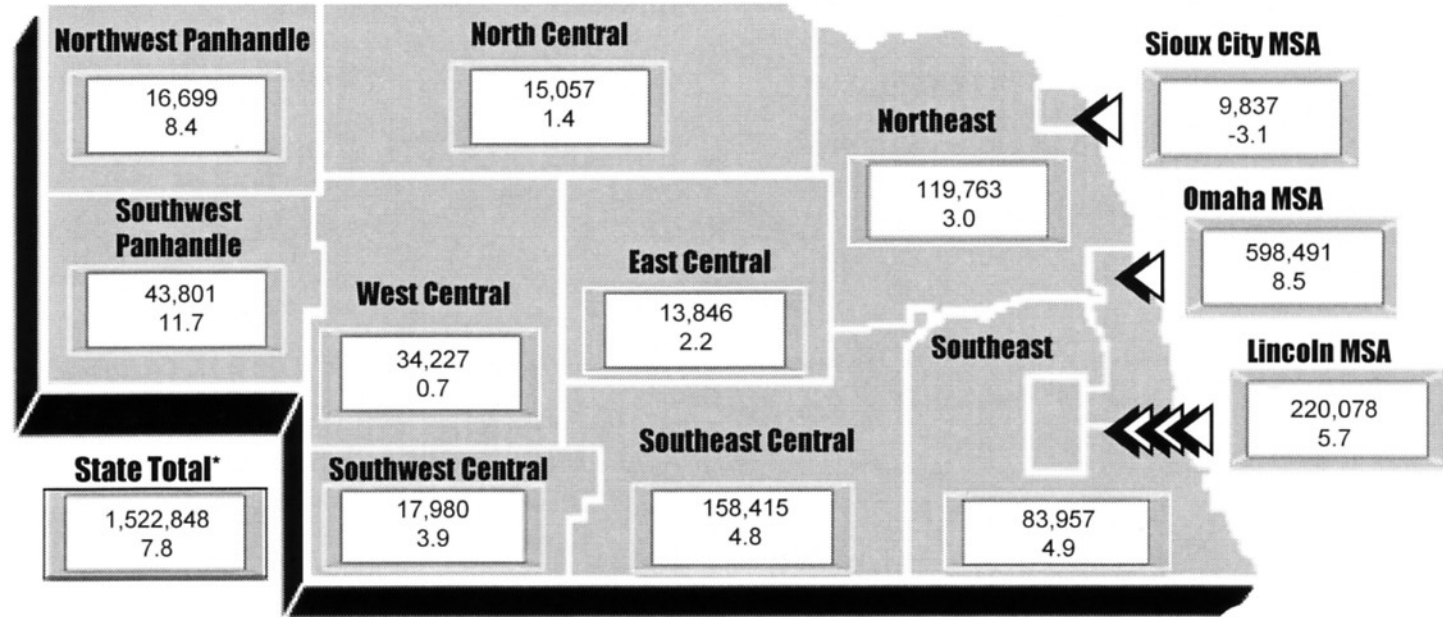 Northwest Panhandle
16,699
8.4
North Central
15,057
1.4
Sioux City MSA
9,837
-3.1
Northeast
119,763
3.0
Omaha MSA
598,491
8.5
Southwest
Panhandle
43,801
11.7
West Central
34,227
0.7
East Central
13,846
2.2
Southeast
83,957
4.9
Lincoln MSA
220,078
5.7
State Total*
1,522,848
7.8
Southwest Central
17,980
3.9
Southeast Central
158,415
4.8